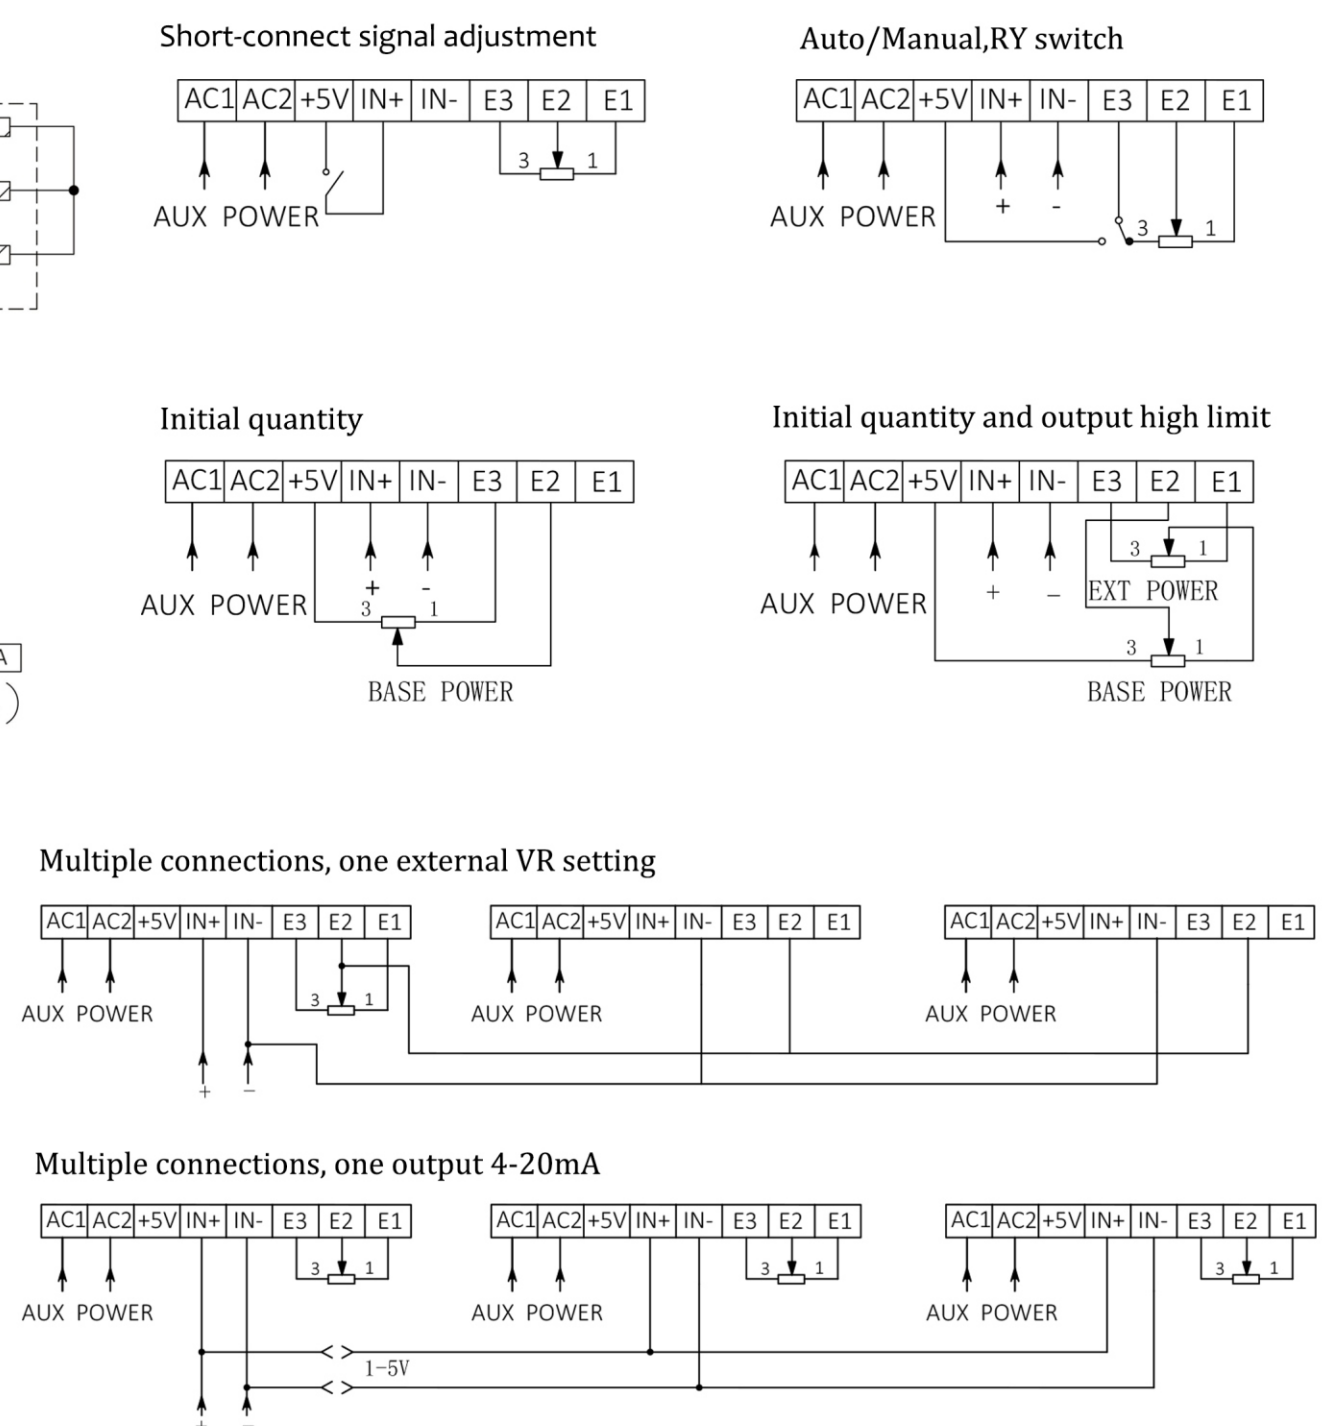 Short-connect signal adjustment
AC1 AC2 +5V IN+ IN- E3 E2 E1
3 1
AUX POWER
Auto/Manual,RY switch
AC1 AC2 +5V IN+ IN- E3 E2 E1
AUX POWER + - 3 1
Initial quantity
AC1 AC2 +5V IN+ IN- E3 E2 E1
+ -
AUX POWER 3 1
BASE POWER
Initial quantity and output high limit
AC1 AC2 +5V IN+ IN- E3 E2 E1
3 1
AUX POWER + – EXT POWER
3 1
BASE POWER
A
)
Multiple connections, one external VR setting
AC1 AC2 +5V IN+ IN- E3 E2 E1
3 1
AUX POWER
+ –
AC1 AC2 +5V IN+ IN- E3 E2 E1
AUX POWER
AC1 AC2 +5V IN+ IN- E3 E2 E1
AUX POWER
Multiple connections, one output 4-20mA
AC1 AC2 +5V IN+ IN- E3 E2 E1
3 1
AUX POWER
AC1 AC2 +5V IN+ IN- E3 E2 E1
3 1
AUX POWER
AC1 AC2 +5V IN+ IN- E3 E2 E1
3 1
AUX POWER
1-5V